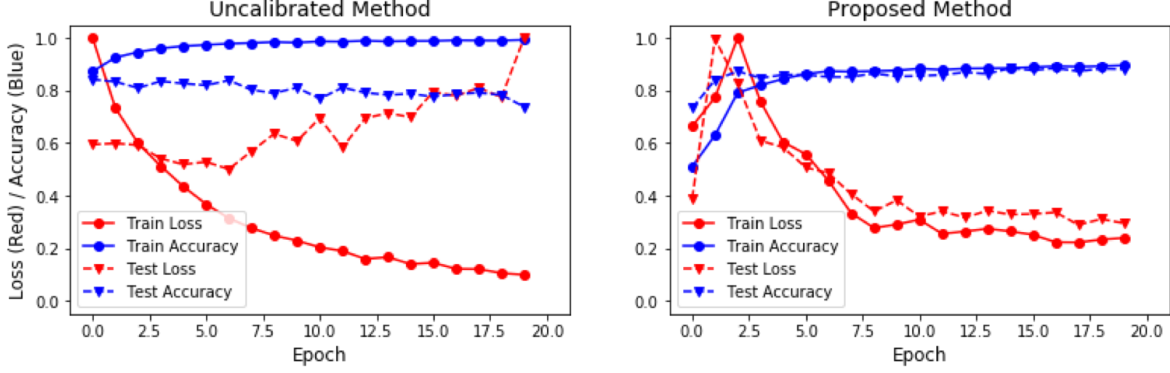 Uncalibrated Method
Loss (Red) / Accuracy (Blue)
1.0
0.8
0.6
0.4
0.2
0.0
Train Loss
Train Accuracy
Test Loss
Test Accuracy
0.0 2.5 5.0 7.5 10.0 12.5 15.0 17.5 20.0
Epoch
Proposed Method
1.0
0.8
0.6
0.4
0.2
0.0
Train Loss
Train Accuracy
Test Loss
Test Accuracy
0.0 2.5 5.0 7.5 10.0 12.5 15.0 17.5 20.0
Epoch